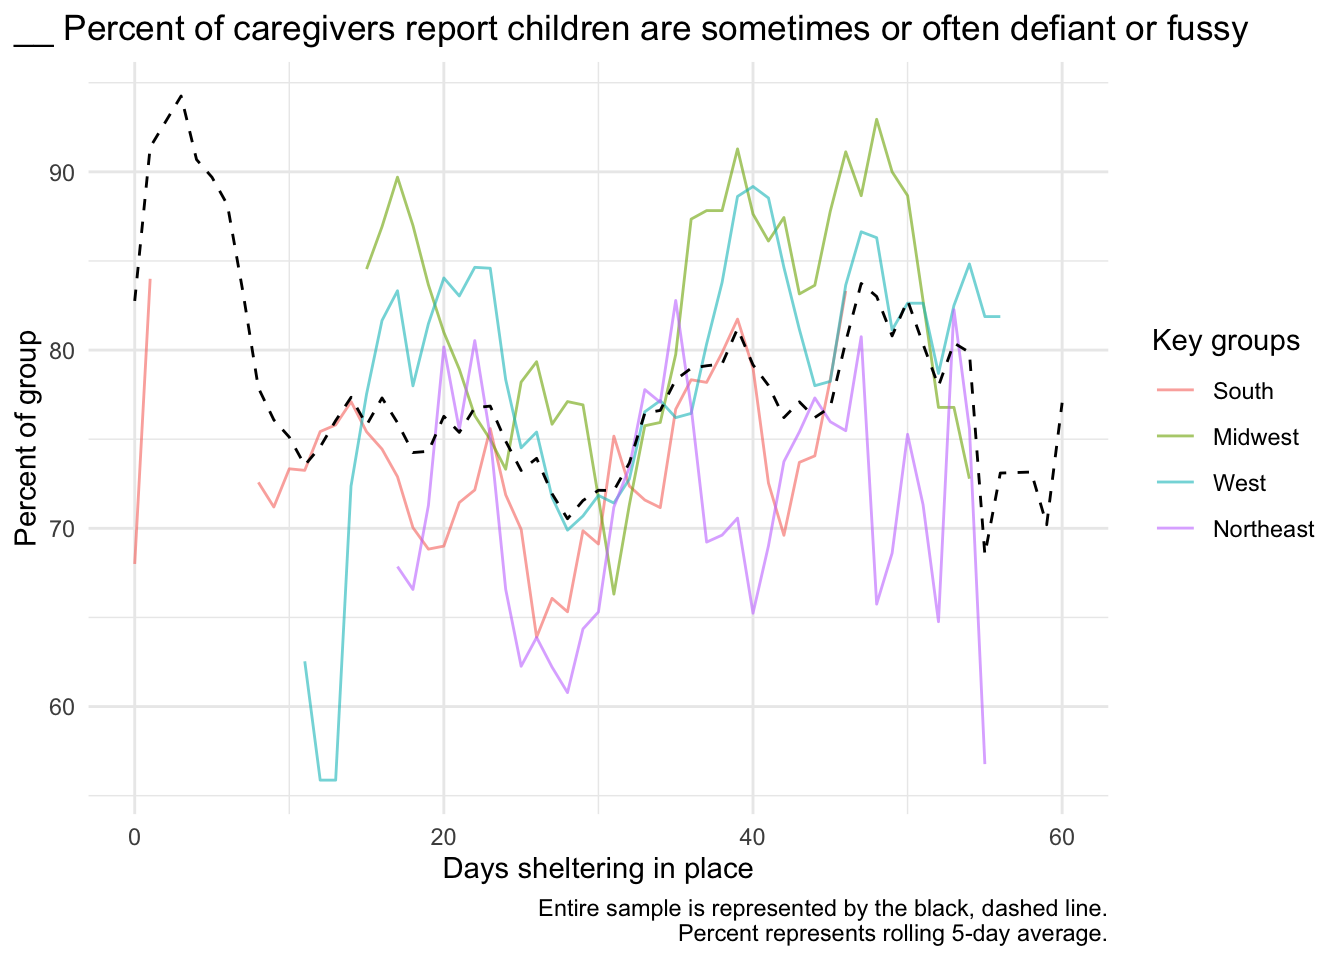 __ Percent of caregivers report children are sometimes or often defiant or fussy
Percent of group
90
80
70
60
0
20
40
60
Days sheltering in place
Key groups
South
Midwest
West
Northeast
Entire sample is represented by the black, dashed line.
Percent represents rolling 5-day average.